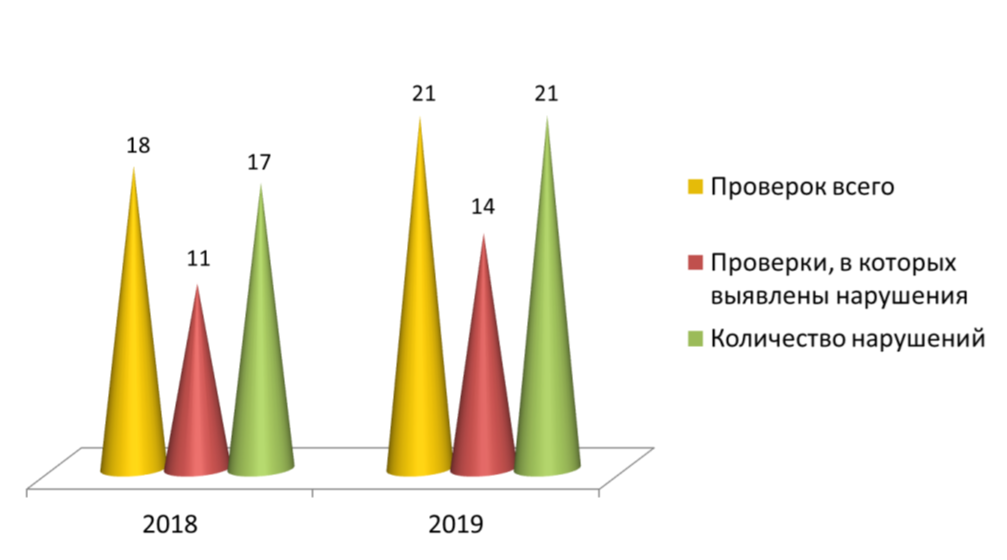 21
21
18
17
14
11
Проверок всего
Проверки, в которых
выявлены нарушения
Количество нарушений
2018
2019